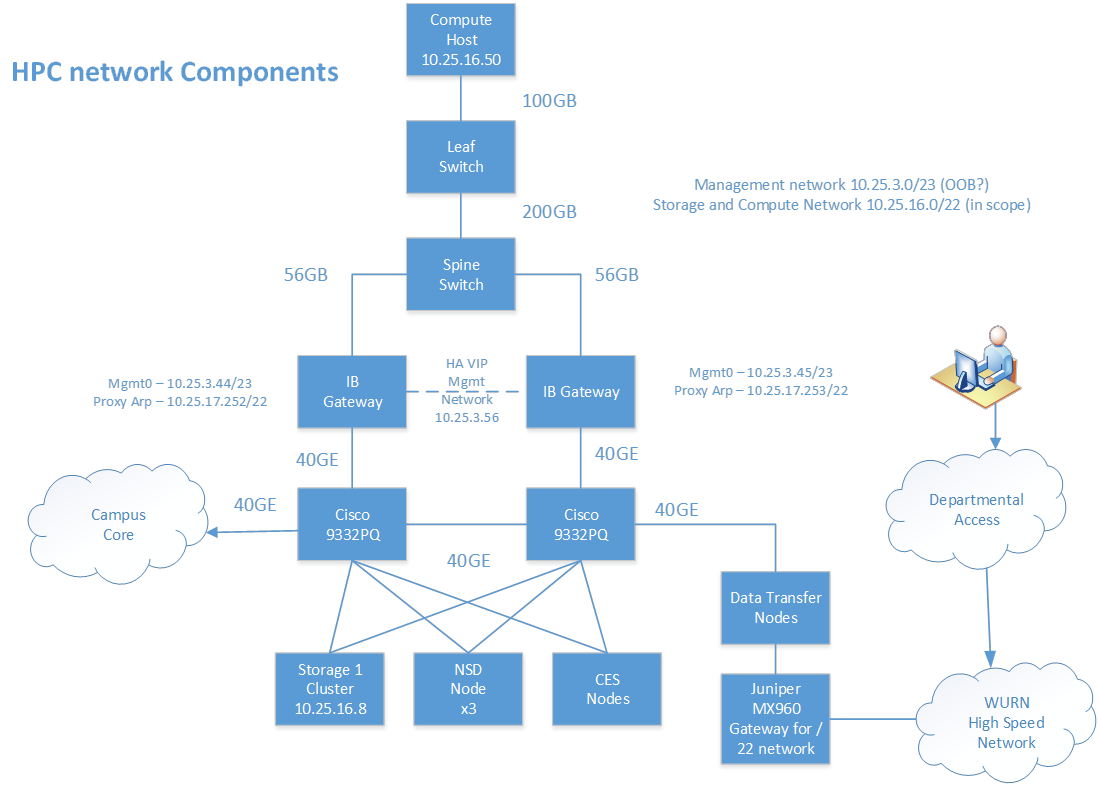 HPC network Components
Compute
Host
10.25.16.50
100GB
Leaf
Switch
200GB
Management network 10.25.3.0/23 (OOB?)
Storage and Compute Network 10.25.16.0/22 (in scope)
Spine
Switch
56GB
56GB
Mgmt0 – 10.25.3.44/23
Proxy Arp – 10.25.17.252/22
IB
Gateway
HA VIP
Mgmt
Network
10.25.3.56
IB Gateway
Mgmt0 – 10.25.3.45/23
Proxy Arp – 10.25.17.253/22
40GE
40GE
Campus
Core
40GE
Cisco
9332PQ
40GE
Cisco
9332PQ
40GE
Departmental
Access
Storage 1
Cluster
10.25.16.8
NSD
Node
x3
CES
Nodes
Data Transfer
Nodes
Juniper
MX960
Gateway for /
22 network
WURN
High Speed
Network